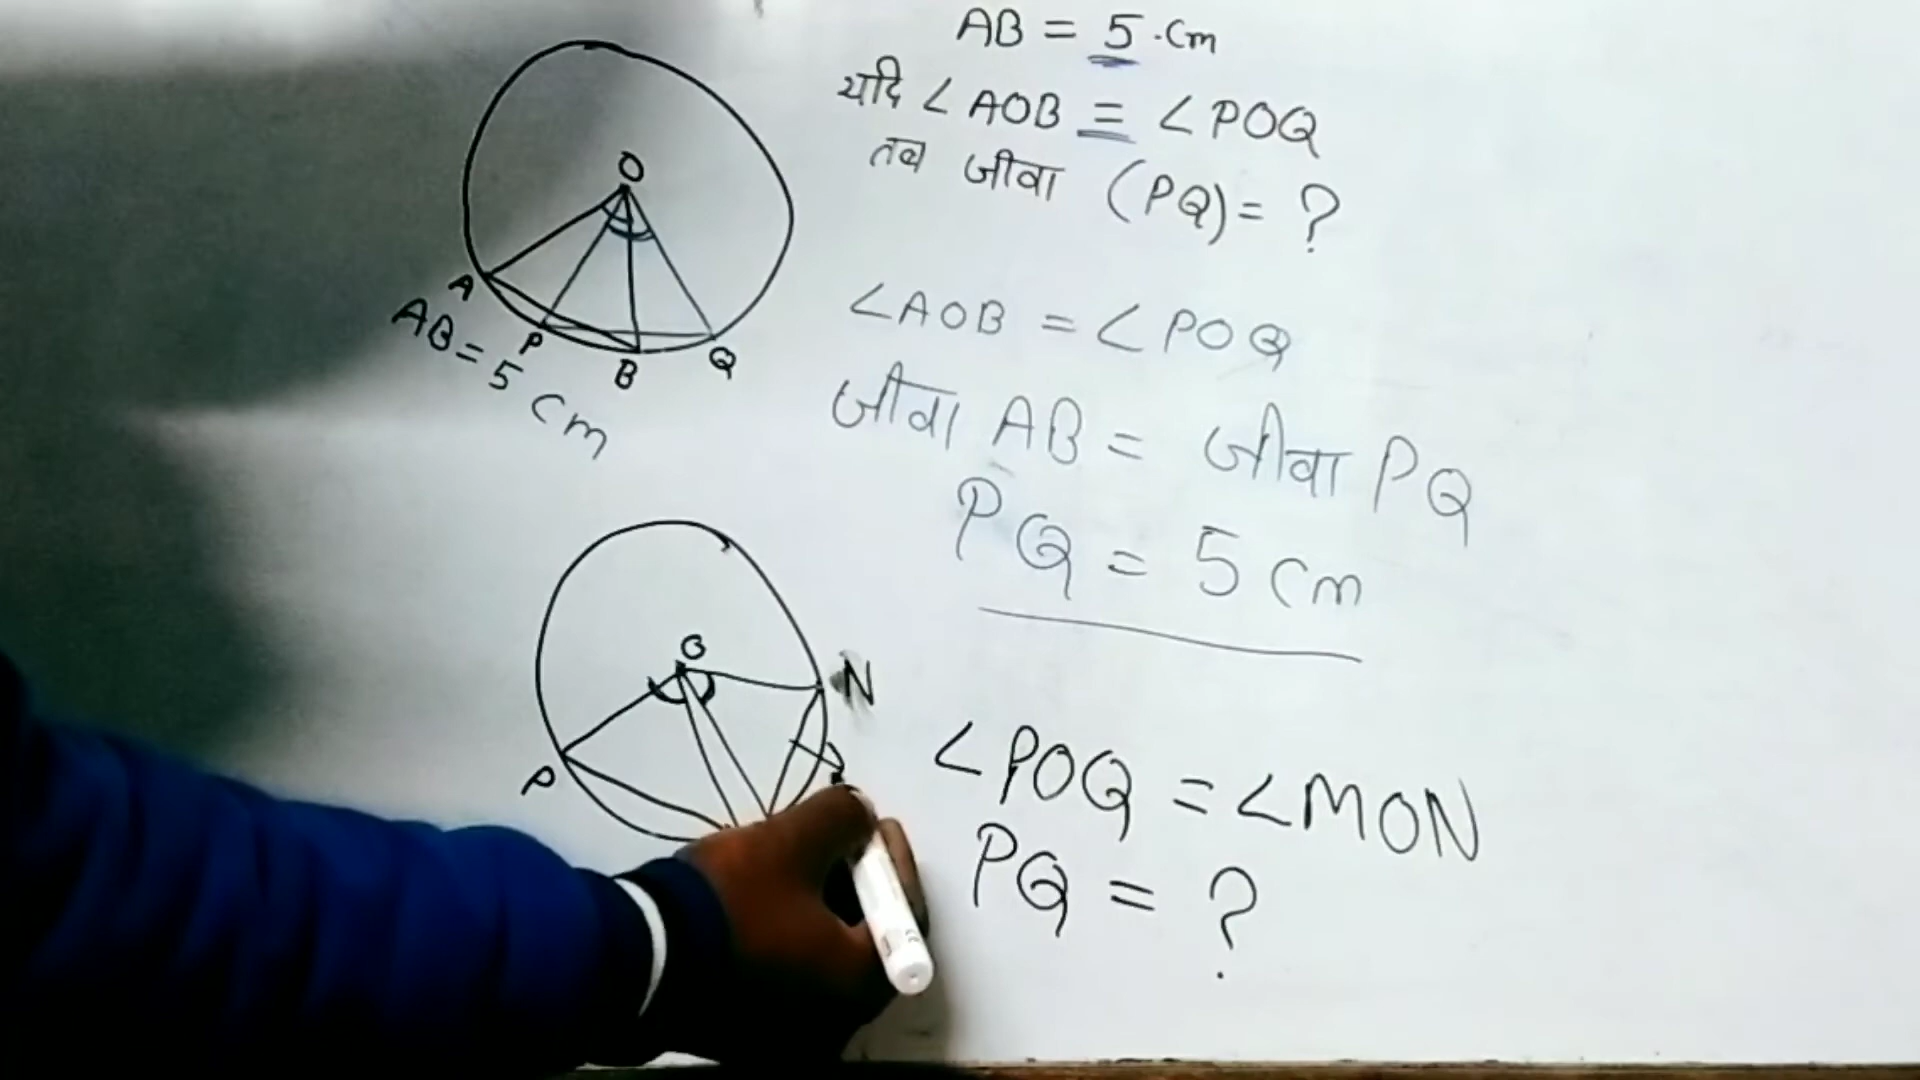 AB = 5 .Cm
यदि ∠AOB = ∠POQ
तब जीवा (PQ) = ?
O
A
P
B
Q
AB = 5 cm
∠AOB = ∠POQ
जीवा AB = जीवा PQ
PQ = 5 cm
O
N
P
∠POQ = ∠MON
PQ = ?